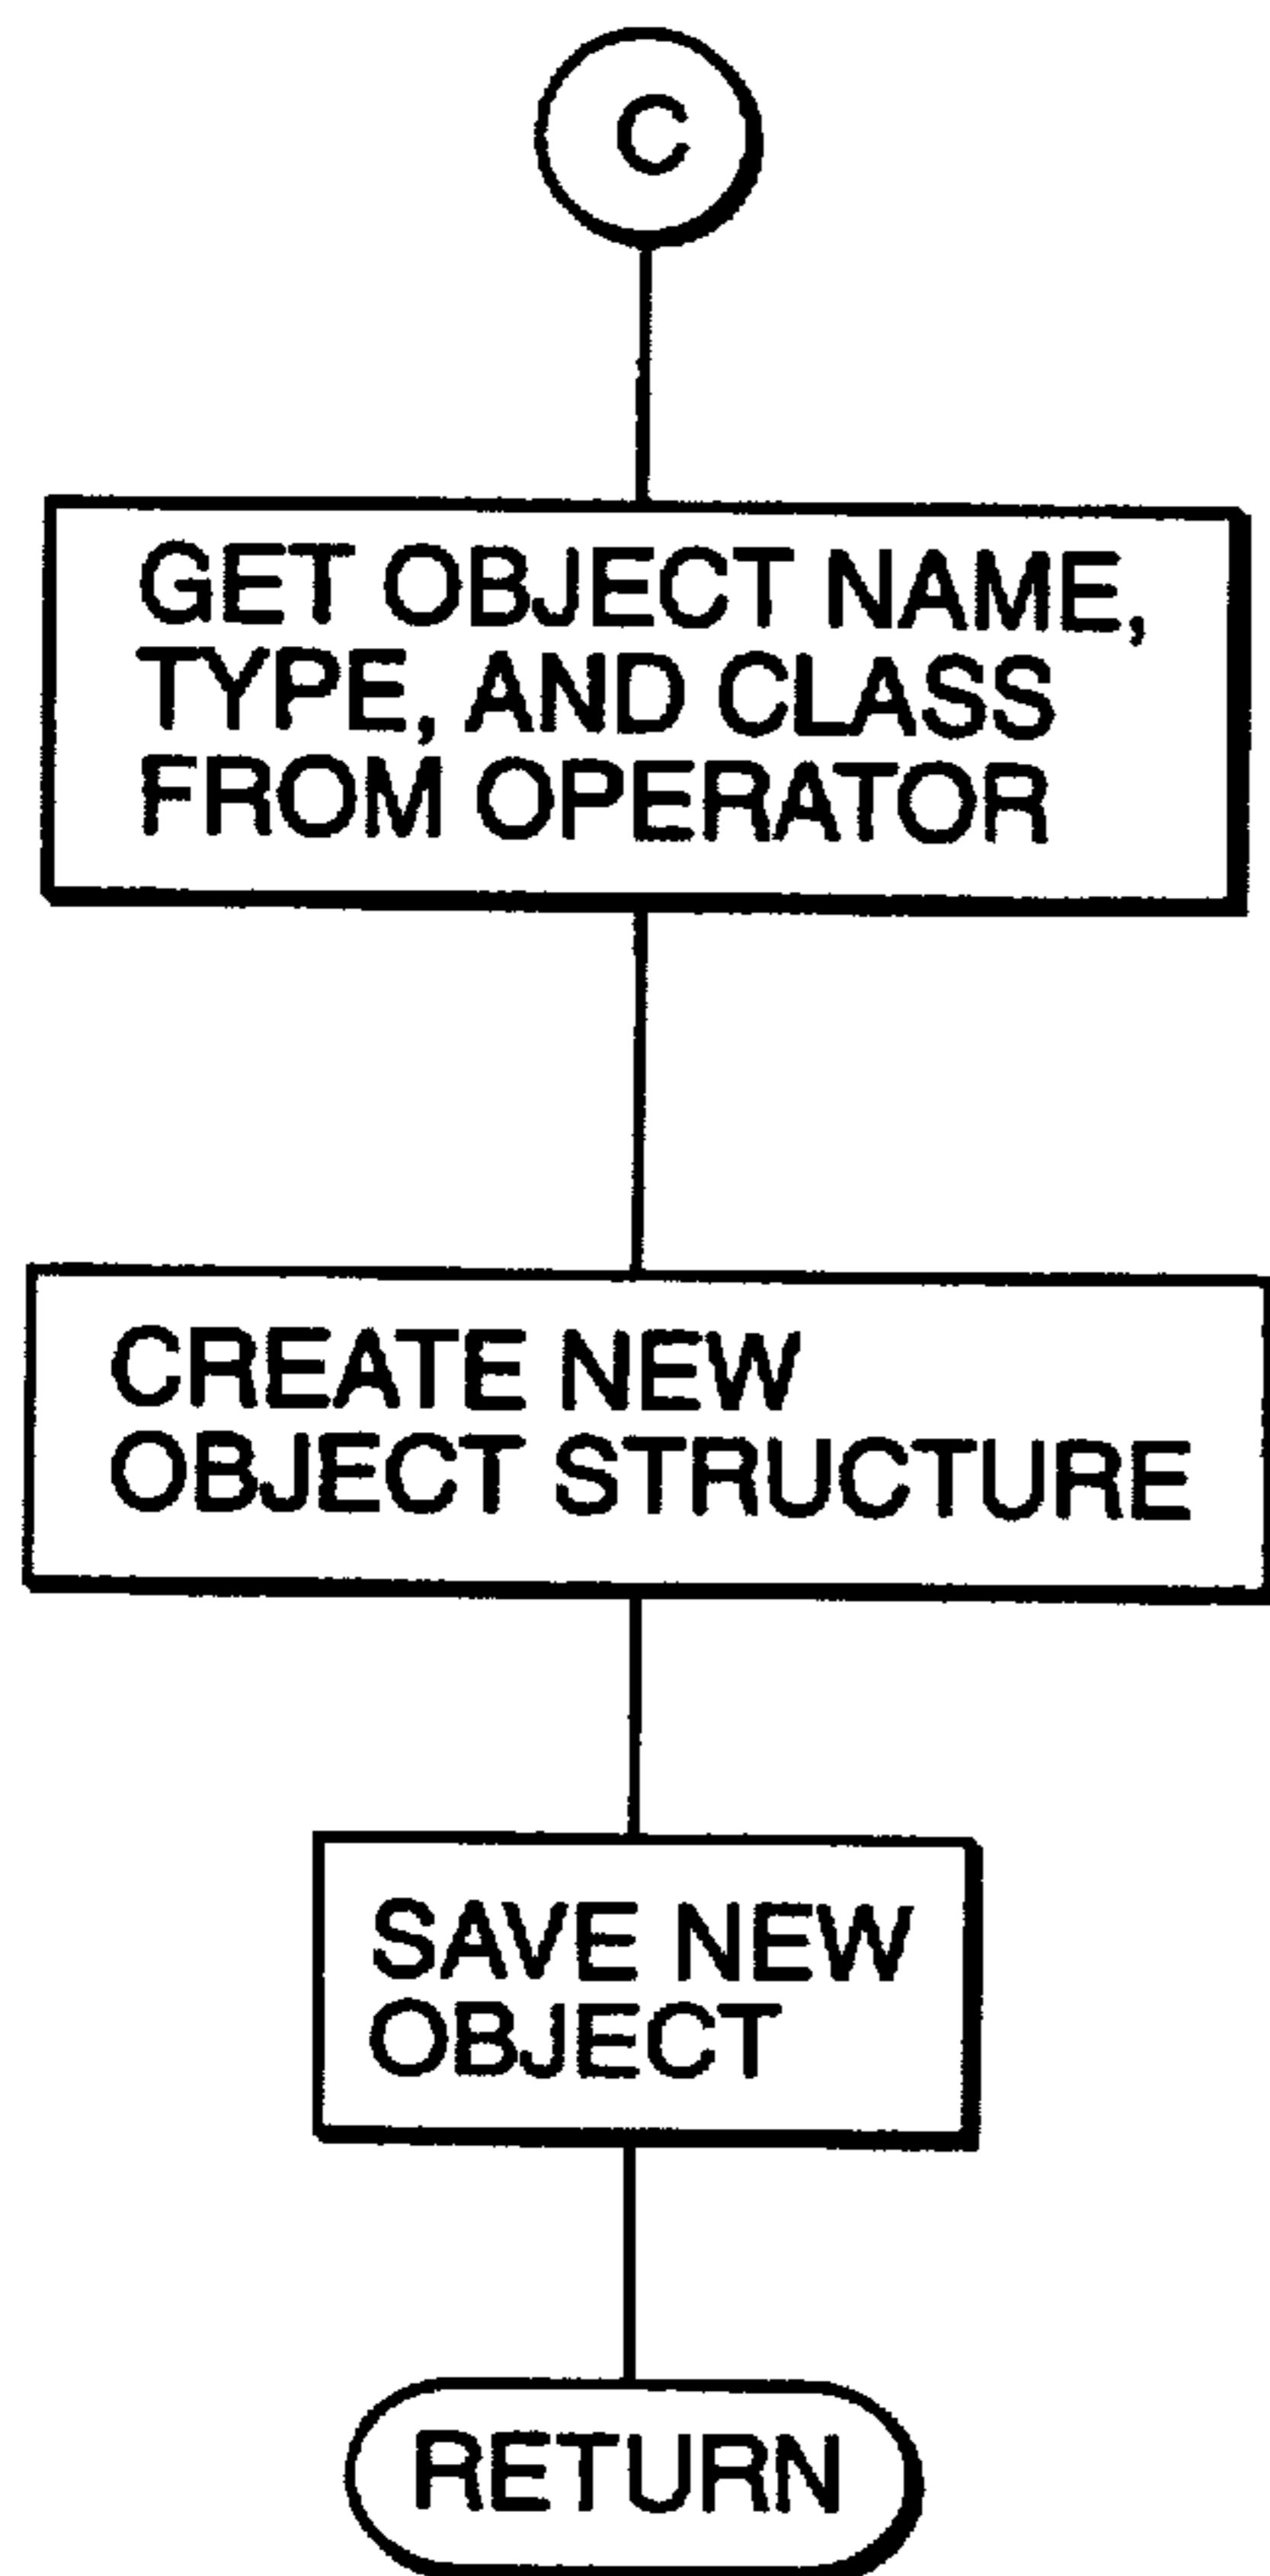 C
GET OBJECT NAME,
TYPE, AND CLASS
FROM OPERATOR
CREATE NEW
OBJECT STRUCTURE
SAVE NEW
OBJECT
RETURN